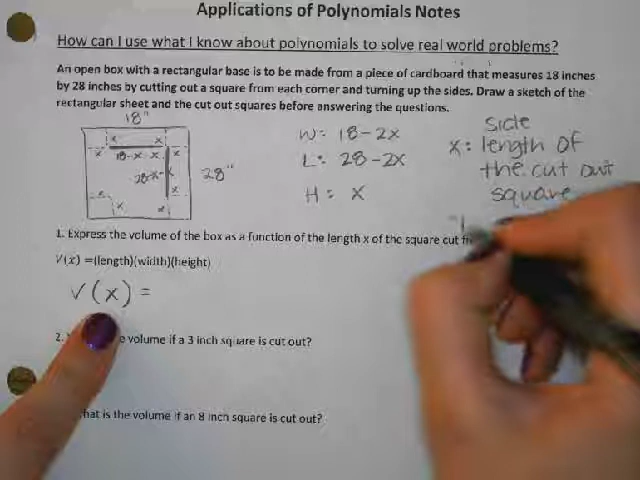 Applications of Polynomials Notes
How can I use what I know about polynomials to solve real world problems?
An open box with a rectangular base is to be made from a piece of cardboard that measures 18 inches
by 28 inches by cutting out a square from each corner and turning up the sides. Draw a sketch of the
rectangular sheet and the cut out squares before answering the questions.
18"
x x
x 18-x-x x
28-x-x
28"
x x
x x
W: 18-2x
L: 28-2x
H: x
side
x: length of
the cut out
square
1. Express the volume of the box as a function of the length x of the square cut
V(x) =(length)(width)(height)
V(x) =
2. volume if a 3 inch square is cut out?
hat is the volume if an 8 inch square is cut out?